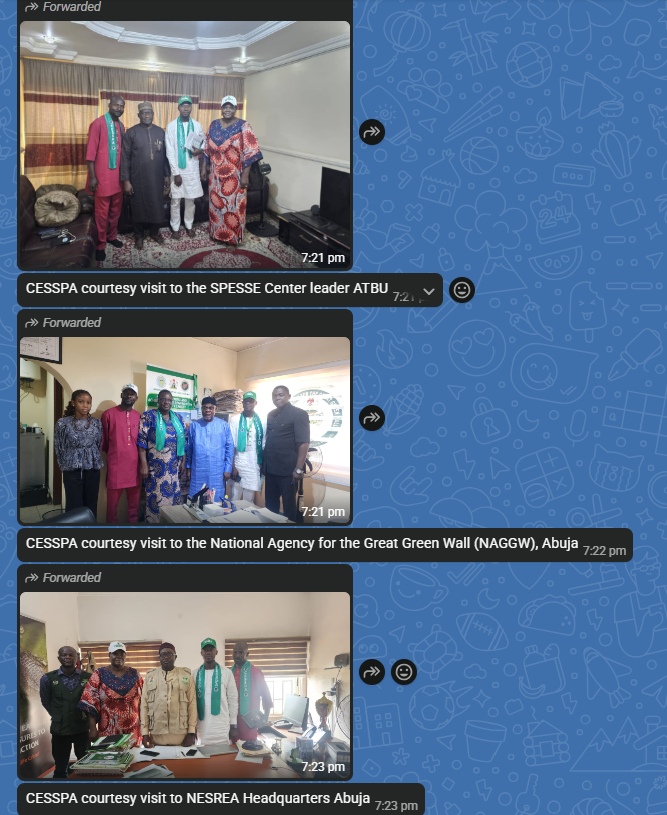 Forwarded
7:21 pm
CESSPA courtesy visit to the SPESSE Center leader ATBU
Forwarded
7:21 pm
CESSPA courtesy visit to the National Agency for the Great Green Wall (NAGGW), Abuja 7:22 pm
Forwarded
7:23 pm
CESSPA courtesy visit to NESREA Headquarters Abuja 7:23 pm